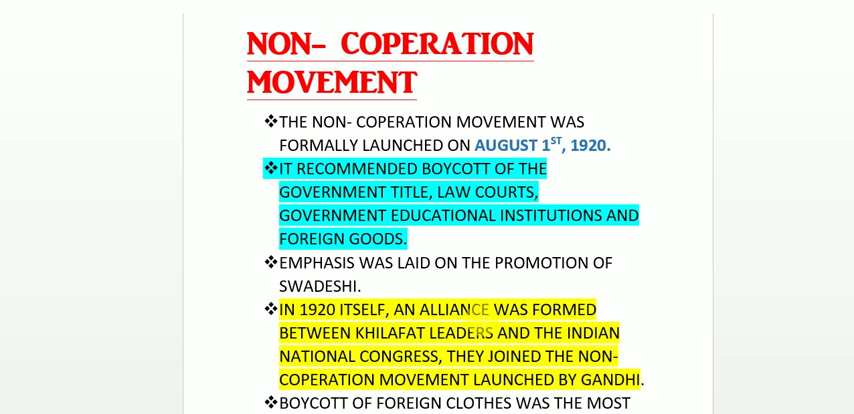 NON- COPERATION
MOVEMENT
❖THE NON- COPERATION MOVEMENT WAS
FORMALLY LAUNCHED ON AUGUST 1ST, 1920.
❖IT RECOMMENDED BOYCOTT OF THE
GOVERNMENT TITLE, LAW COURTS,
GOVERNMENT EDUCATIONAL INSTITUTIONS AND
FOREIGN GOODS.
❖EMPHASIS WAS LAID ON THE PROMOTION OF
SWADESHI.
❖IN 1920 ITSELF, AN ALLIANCE WAS FORMED
BETWEEN KHILAFAT LEADERS AND THE INDIAN
NATIONAL CONGRESS, THEY JOINED THE NON-
COPERATION MOVEMENT LAUNCHED BY GANDHI.
❖BOYCOTT OF FOREIGN CLOTHES WAS THE MOST